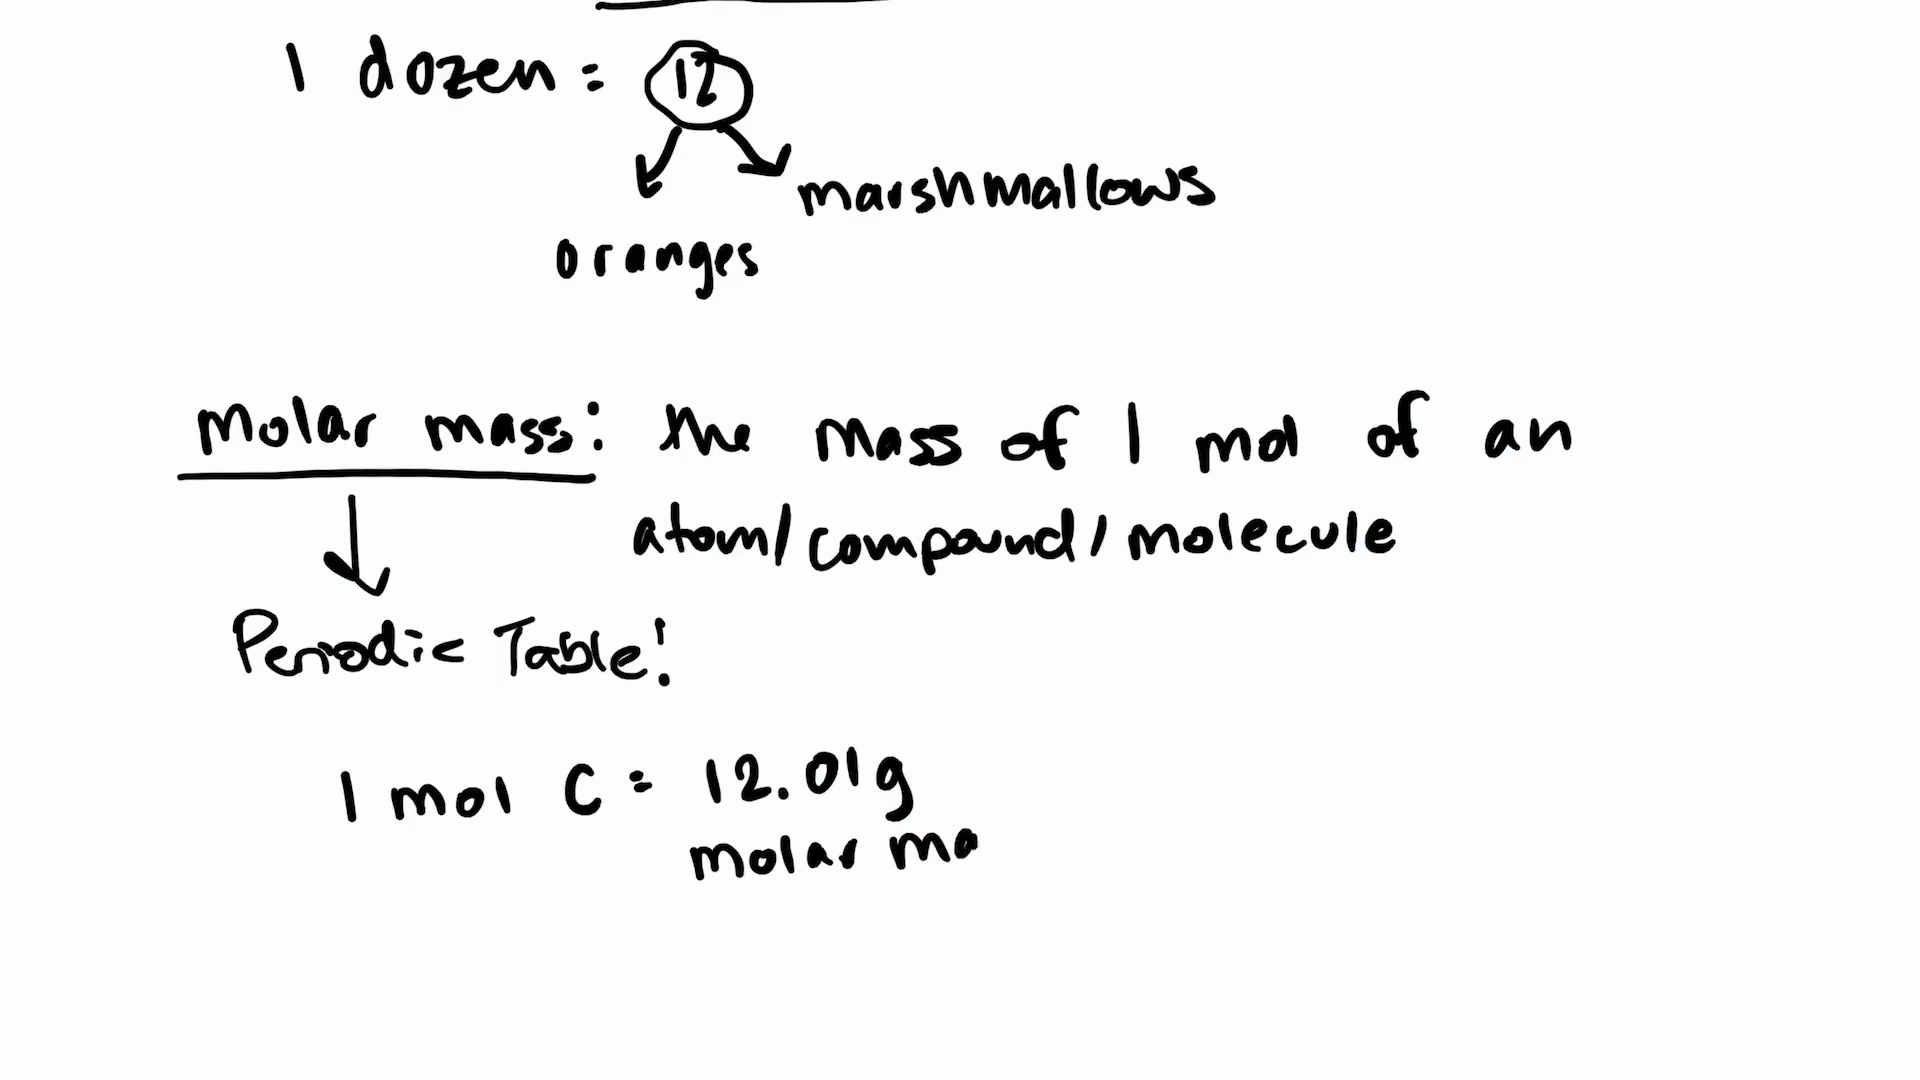 1 dozen = 12
marshmallows
oranges
Molar mass: the mass of 1 mol of an
atom/compound/molecule
Periodic Table!
1 mol C = 12.01g
molar ma